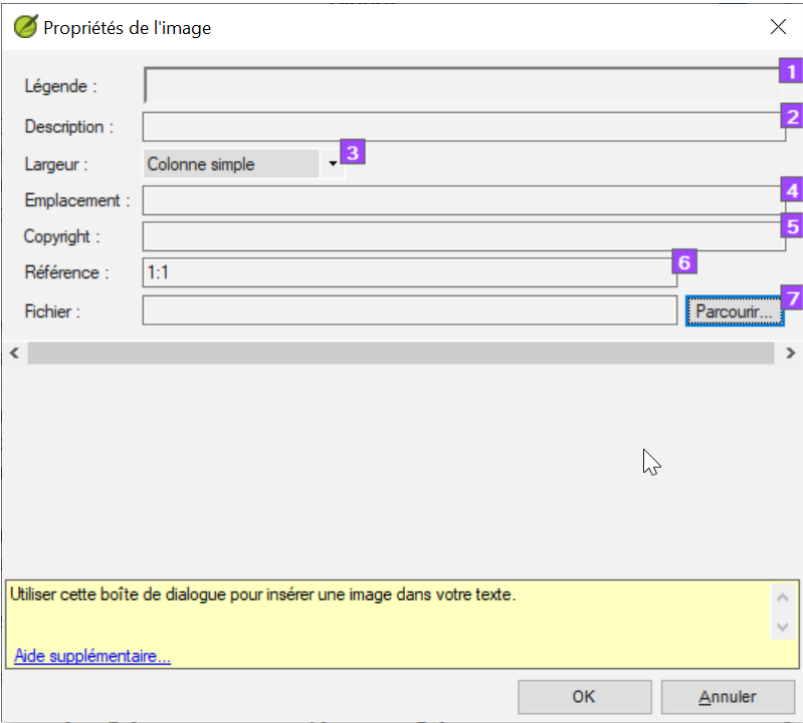 Propriétés de l'image
Légende : 1
Description : 2
Largeur : Colonne simple 3
Emplacement : 4
Copyright : 5
Référence : 1:1 6
Fichier : Parcourir... 7
Utiliser cette boîte de dialogue pour insérer une image dans votre texte.
Aide supplémentaire...
OK Annuler